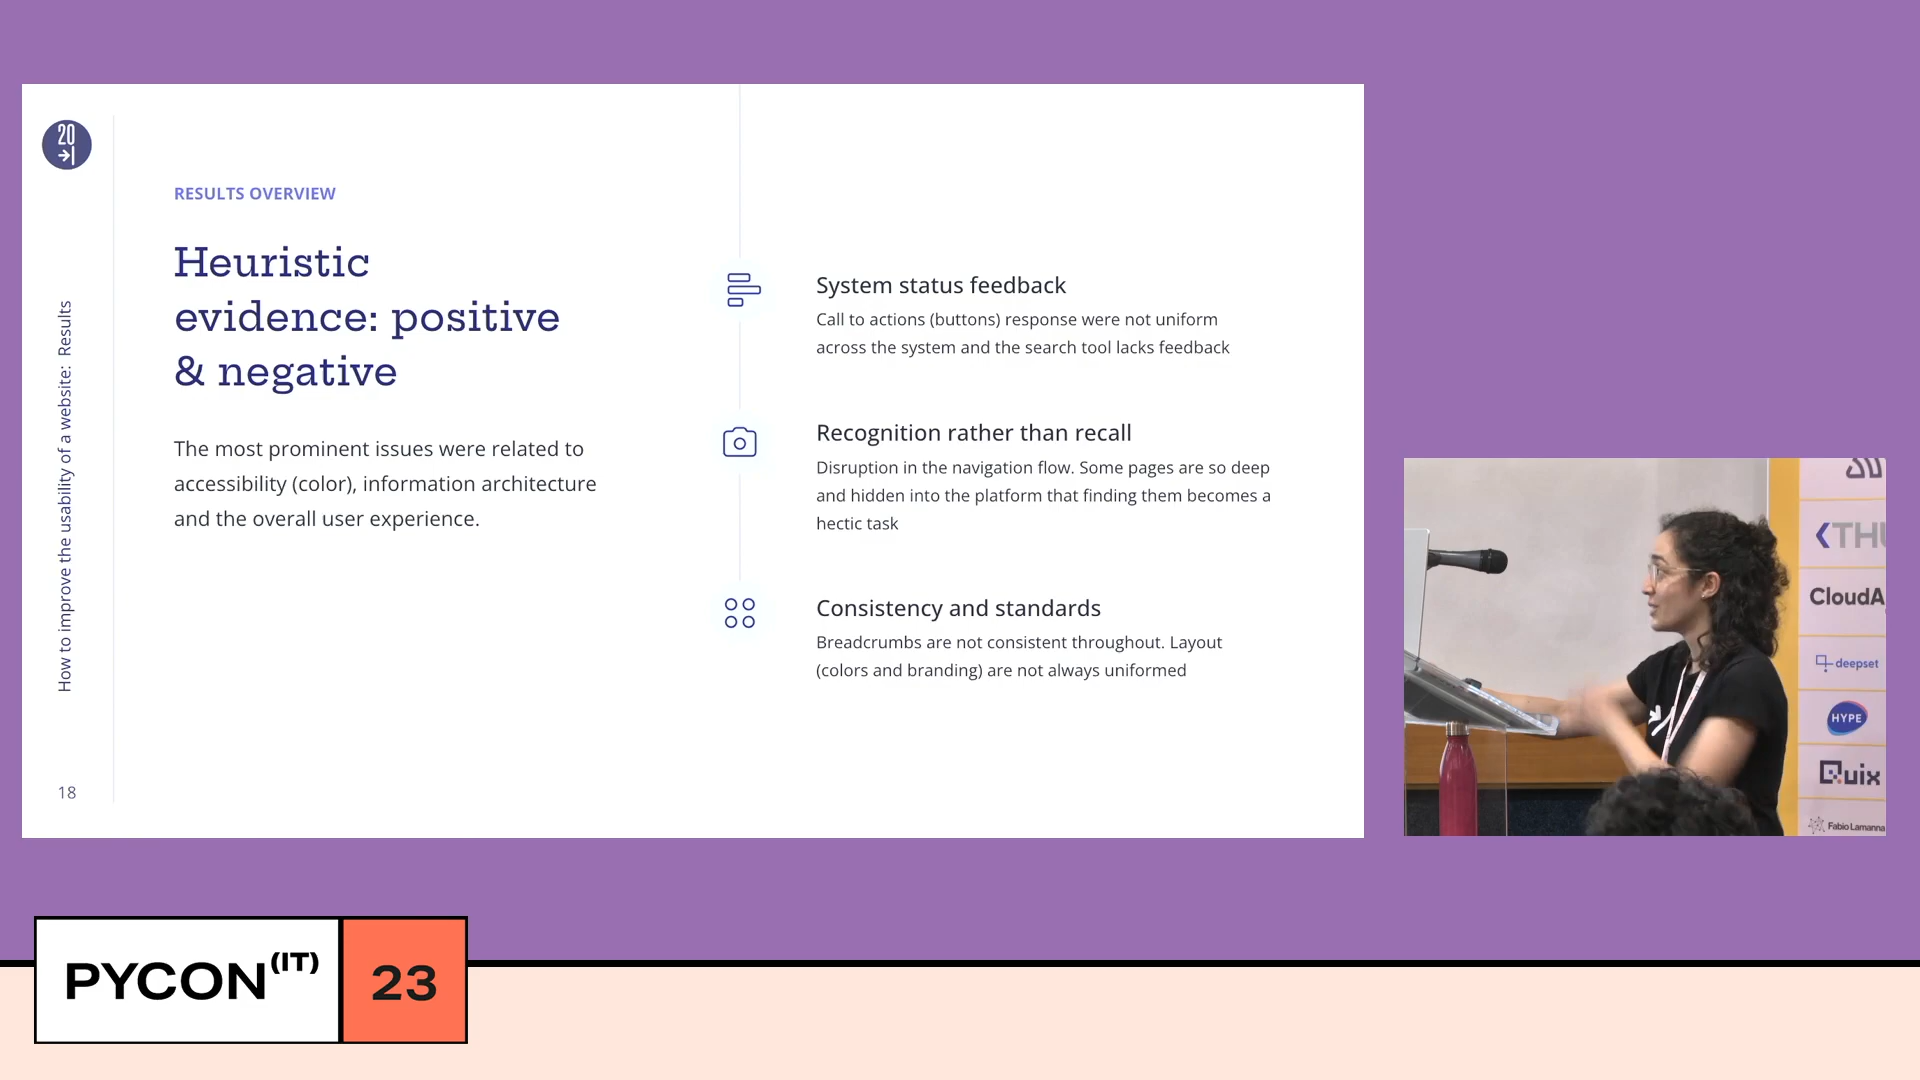 20
How to improve the usability of a website: Results
18
RESULTS OVERVIEW
Heuristic
evidence: positive
& negative
The most prominent issues were related to
accessibility (color), information architecture
and the overall user experience.
System status feedback
Call to actions (buttons) response were not uniform
across the system and the search tool lacks feedback
Recognition rather than recall
Disruption in the navigation flow. Some pages are so deep
and hidden into the platform that finding them becomes a
hectic task
Consistency and standards
Breadcrumbs are not consistent throughout. Layout
(colors and branding) are not always uniformed
THU
CloudA
deepset
HYPE
Quix
Fabio Lamanna
PYCON(IT) 23